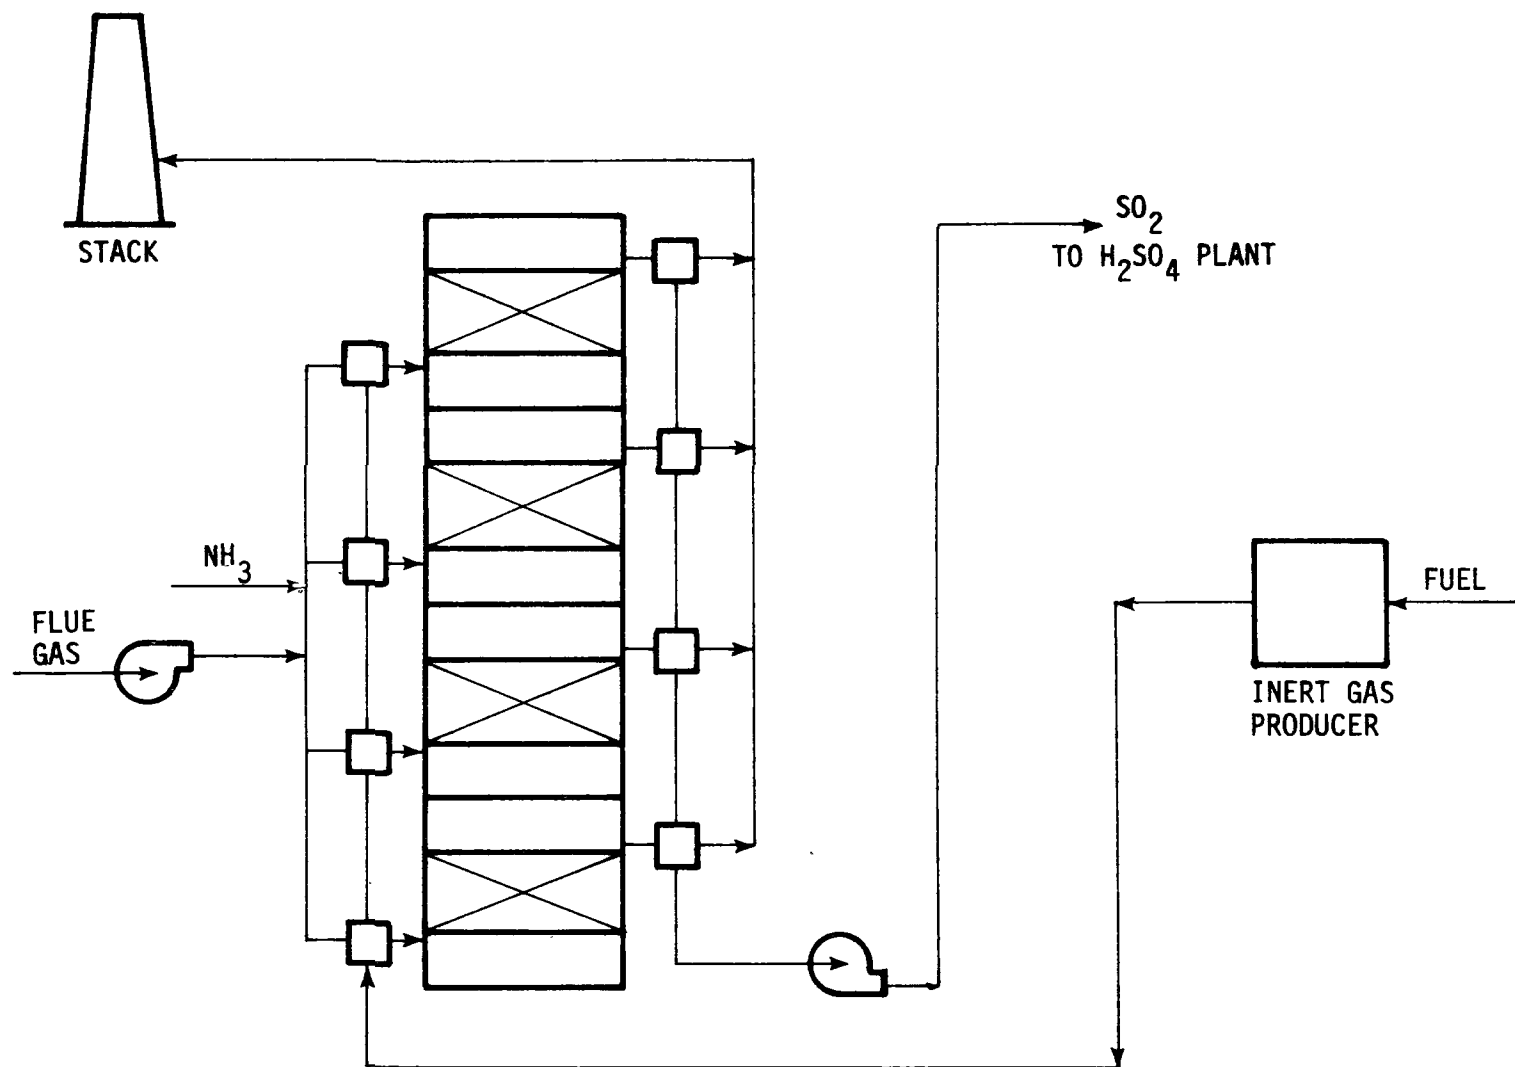 STACK
SO2
TO H2SO4 PLANT
NH3
FLUE
GAS
FUEL
INERT GAS
PRODUCER